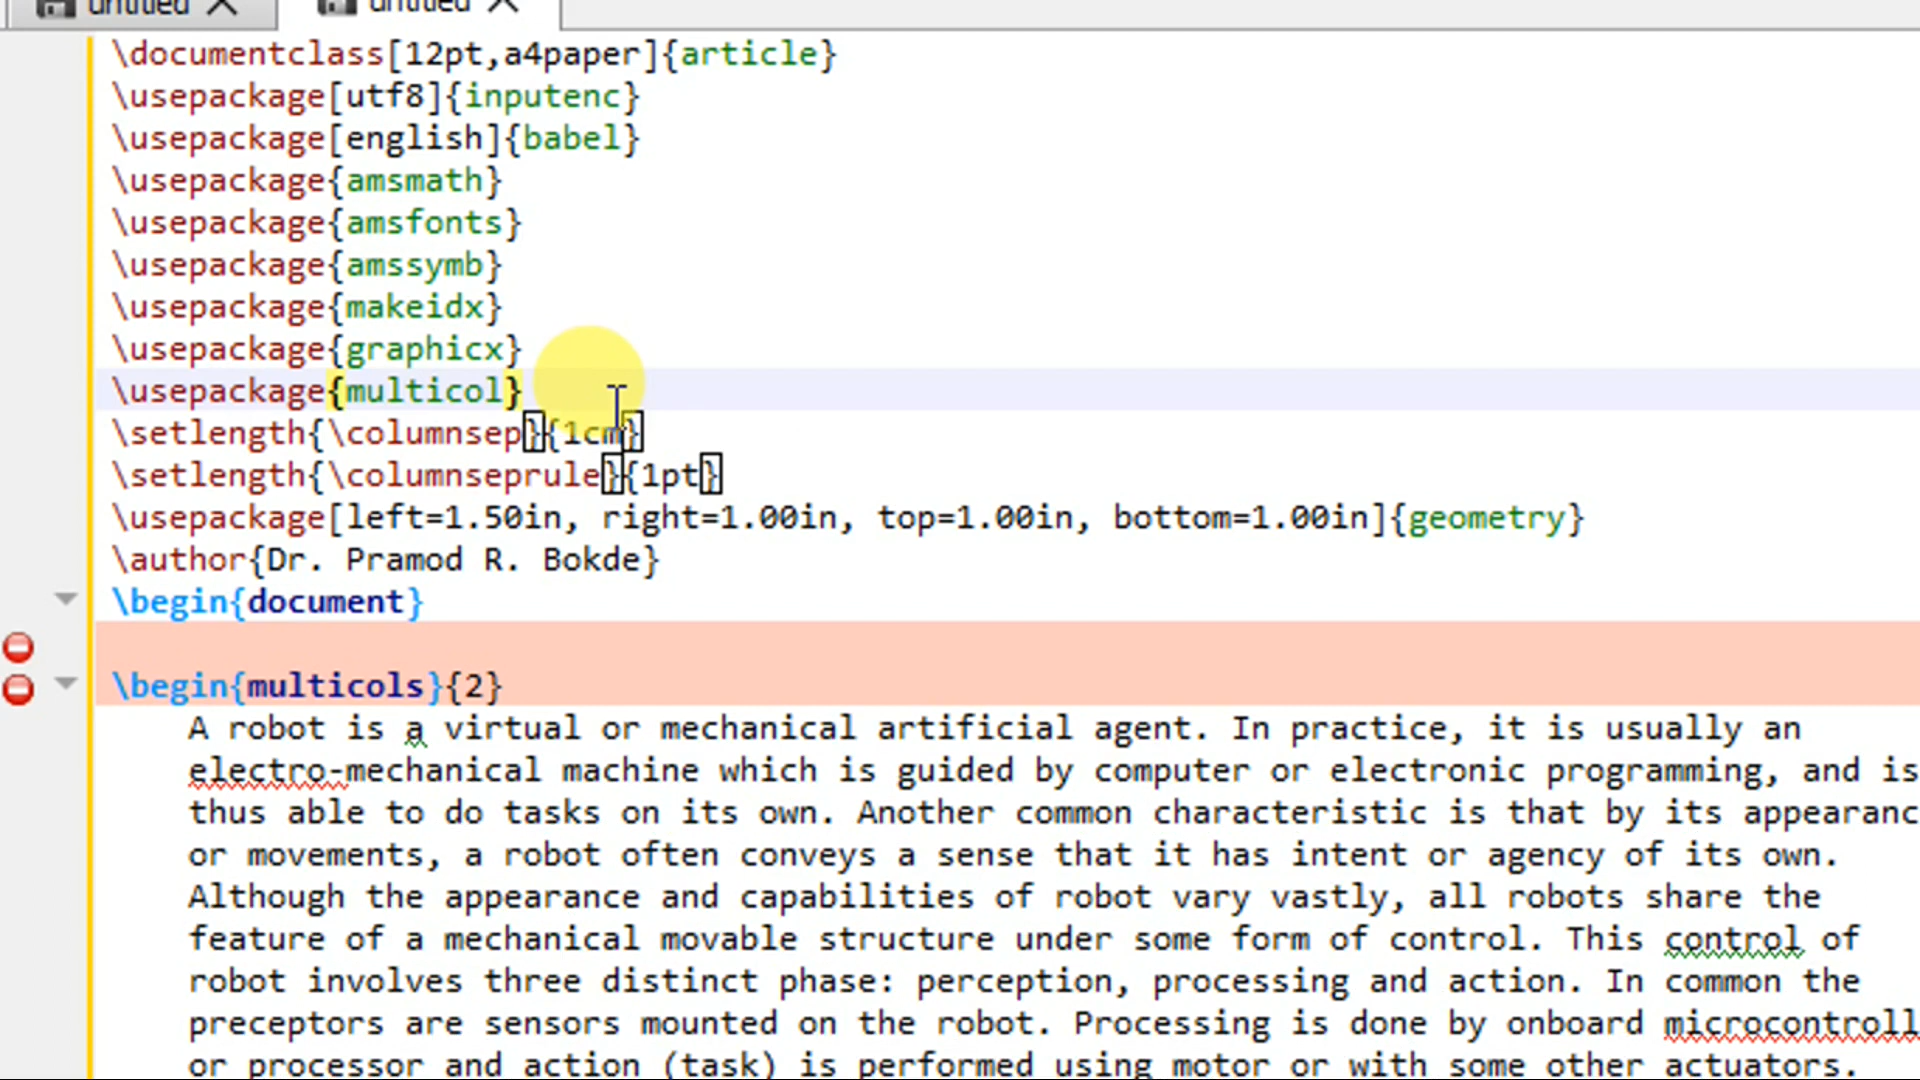 untitled untitled
\documentclass[12pt,a4paper]{article}
\usepackage[utf8]{inputenc}
\usepackage[english]{babel}
\usepackage{amsmath}
\usepackage{amsfonts}
\usepackage{amssymb}
\usepackage{makeidx}
\usepackage{graphicx}
\usepackage{multicol}
\setlength{\columnsep}{1cm}
\setlength{\columnseprule}{1pt}
\usepackage[left=1.50in, right=1.00in, top=1.00in, bottom=1.00in]{geometry}
\author{Dr. Pramod R. Bokde}
\begin{document}
\begin{multicols}{2}
A robot is a virtual or mechanical artificial agent. In practice, it is usually an
electro-mechanical machine which is guided by computer or electronic programming, and is
thus able to do tasks on its own. Another common characteristic is that by its appearanc
or movements, a robot often conveys a sense that it has intent or agency of its own.
Although the appearance and capabilities of robot vary vastly, all robots share the
feature of a mechanical movable structure under some form of control. This control of
robot involves three distinct phase: perception, processing and action. In common the
preceptors are sensors mounted on the robot. Processing is done by onboard microcontroll
or processor and action (task) is performed using motor or with some other actuators.